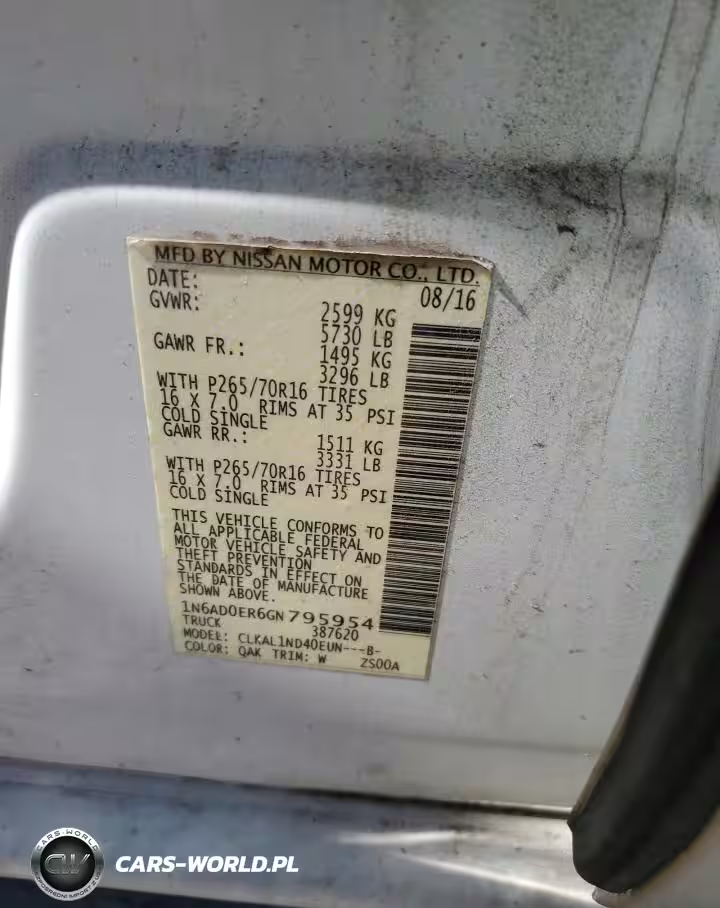 MFD BY NISSAN MOTOR CO., LTD.
DATE: 08/16
GVWR: 2599 KG
5730 LB
GAWR FR.: 1495 KG
3296 LB
WITH P265/70R16 TIRES
16 X 7.0 RIMS AT 35 PSI
COLD SINGLE
GAWR RR.: 1511 KG
3331 LB
WITH P265/70R16 TIRES
16 X 7.0 RIMS AT 35 PSI
COLD SINGLE
THIS VEHICLE CONFORMS TO
ALL APPLICABLE FEDERAL
MOTOR VEHICLE SAFETY AND
THEFT PREVENTION
STANDARDS IN EFFECT ON
THE DATE OF MANUFACTURE
SHOWN ABOVE.
1N6AD0ER6GN795954
TRUCK 387620
MODEL: CLKAL1ND40EUN---B-
COLOR: QAK TRIM: W ZS00A
CARS-WORLD
CW
CARS-WORLD.PL